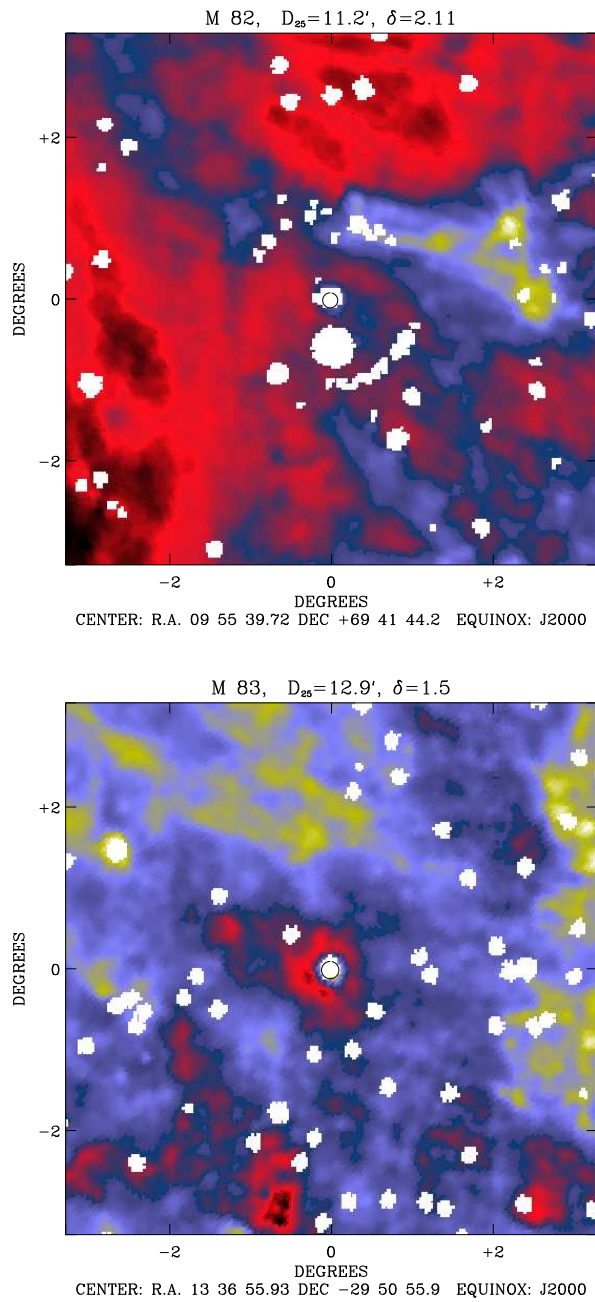 M 82, D₂₅=11.2′, δ=2.11
+2
0
−2
DEGREES
−2 0 +2
DEGREES
CENTER: R.A. 09 55 39.72 DEC +69 41 44.2 EQUINOX: J2000
M 83, D₂₅=12.9′, δ=1.5
+2
0
−2
DEGREES
−2 0 +2
DEGREES
CENTER: R.A. 13 36 55.93 DEC −29 50 55.9 EQUINOX: J2000